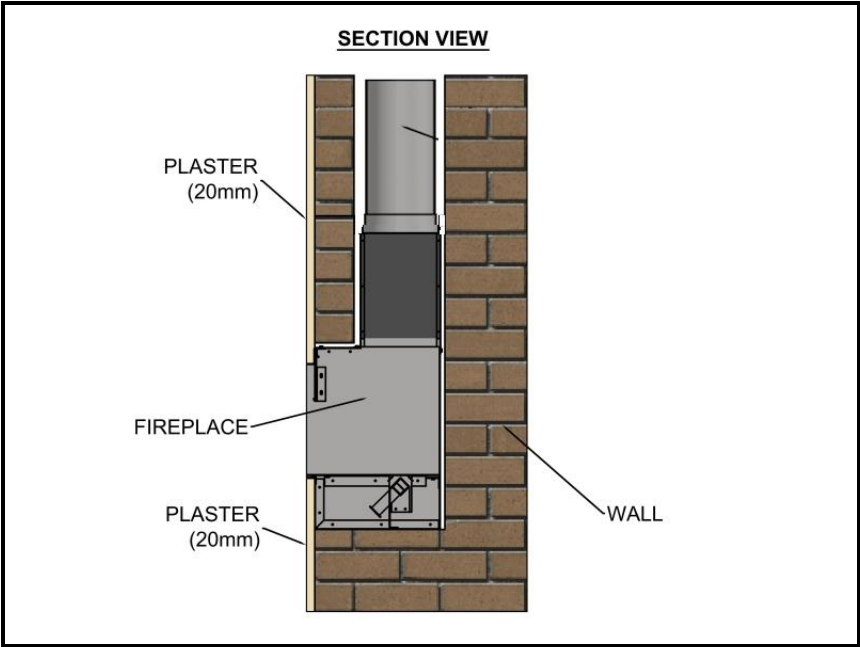 SECTION VIEW
PLASTER
(20mm)
FIREPLACE
PLASTER
(20mm)
WALL